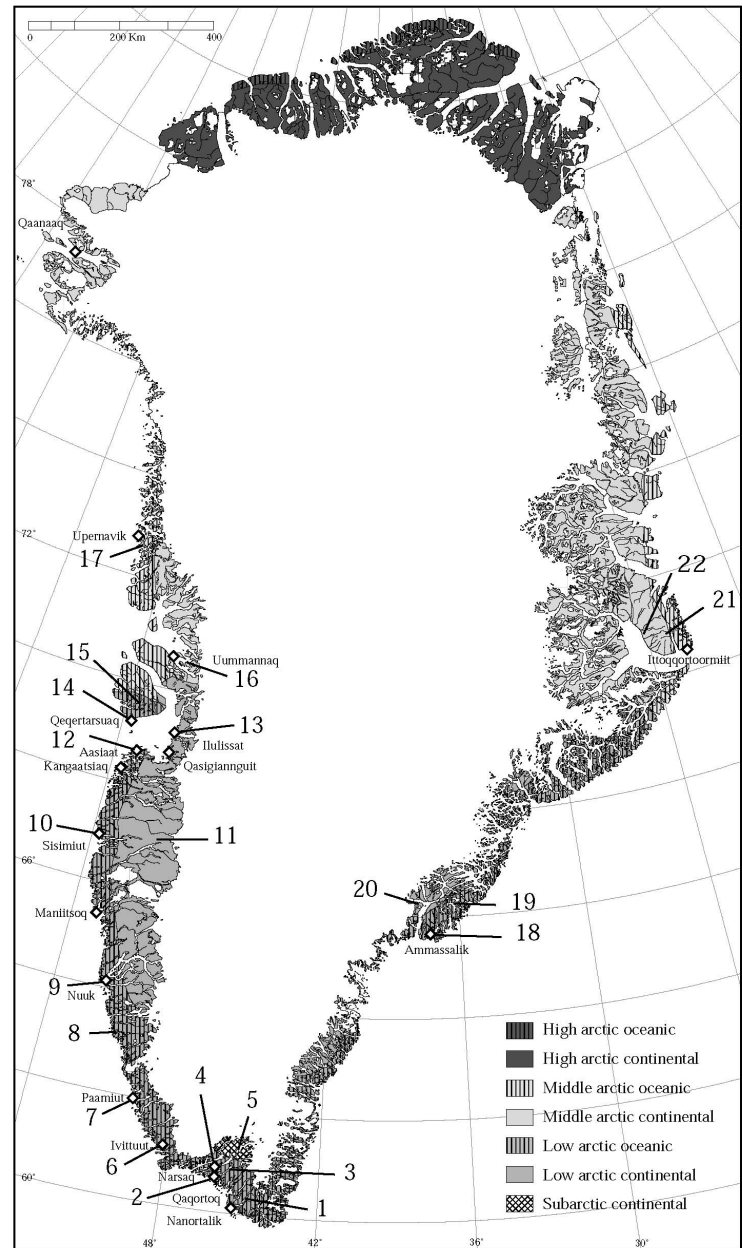 0 200 Km 400
78°
Qaanaaq
72°
Upernavik
17
22
21
Ittoqqortoormiit
15
Uummannaq
16
14
Qeqertarsuaq
13
12
Aasiaat
Ilulissat
Kangaatsiaq
Qasigiannguit
10
Sisimiut
11
66°
20
19
Maniitsoq
18
Ammassalik
9
Nuuk
8
High arctic oceanic
High arctic continental
4
5
Middle arctic oceanic
Paamiut
7
Middle arctic continental
6
Ivittuut
Low arctic oceanic
3
Narsaq
2
Low arctic continental
60°
Qaqortoq
1
Subarctic continental
Nanortalik
48°
42°
36°
30°